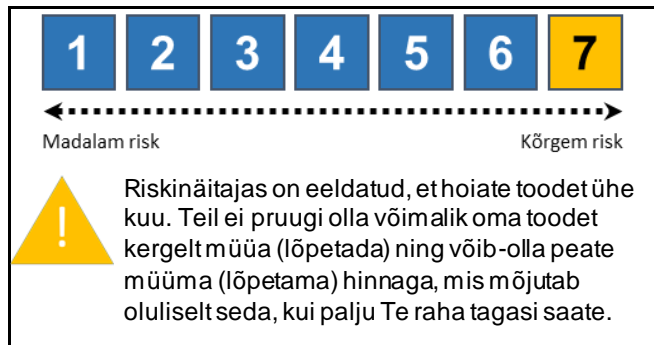 1 2 3 4 5 6 7
Madalam risk Kõrgem risk
!
Riskinäitajas on eeldatud, et hoiate toodet ühe
kuu. Teil ei pruugi olla võimalik oma toodet
kergelt müüa (lõpetada) ning võib-olla peate
müüma (lõpetama) hinnaga, mis mõjutab
oluliselt seda, kui palju Te raha tagasi saate.